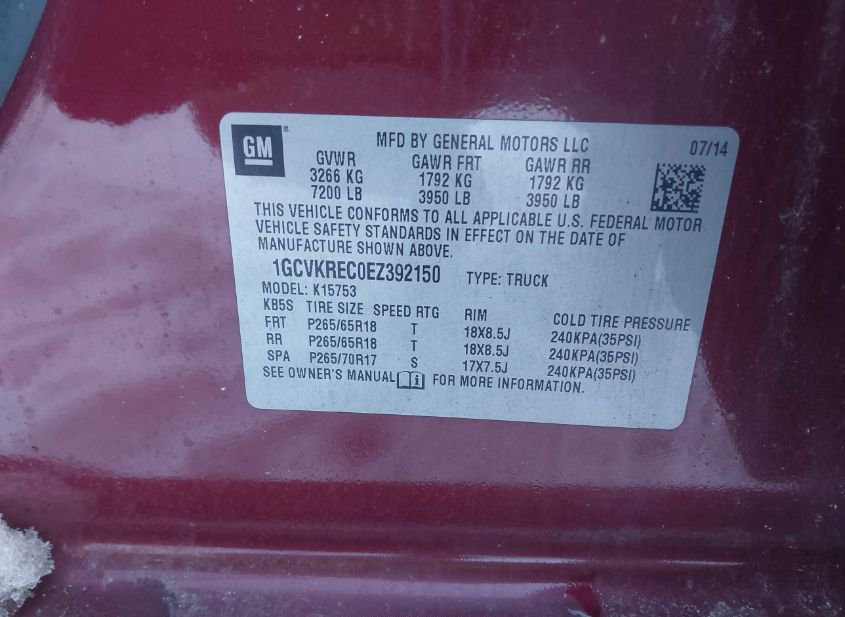 GM® MFD BY GENERAL MOTORS LLC 07/14
GVWR GAWR FRT GAWR RR
3266 KG 1792 KG 1792 KG
7200 LB 3950 LB 3950 LB
THIS VEHICLE CONFORMS TO ALL APPLICABLE U.S. FEDERAL MOTOR
VEHICLE SAFETY STANDARDS IN EFFECT ON THE DATE OF
MANUFACTURE SHOWN ABOVE.
1GCVKREC0EZ392150 TYPE: TRUCK
MODEL: K15753
KB5S TIRE SIZE SPEED RTG RIM COLD TIRE PRESSURE
FRT P265/65R18 T 18X8.5J 240KPA(35PSI)
RR P265/65R18 T 18X8.5J 240KPA(35PSI)
SPA P265/70R17 S 17X7.5J 240KPA(35PSI)
SEE OWNER'S MANUAL FOR MORE INFORMATION.